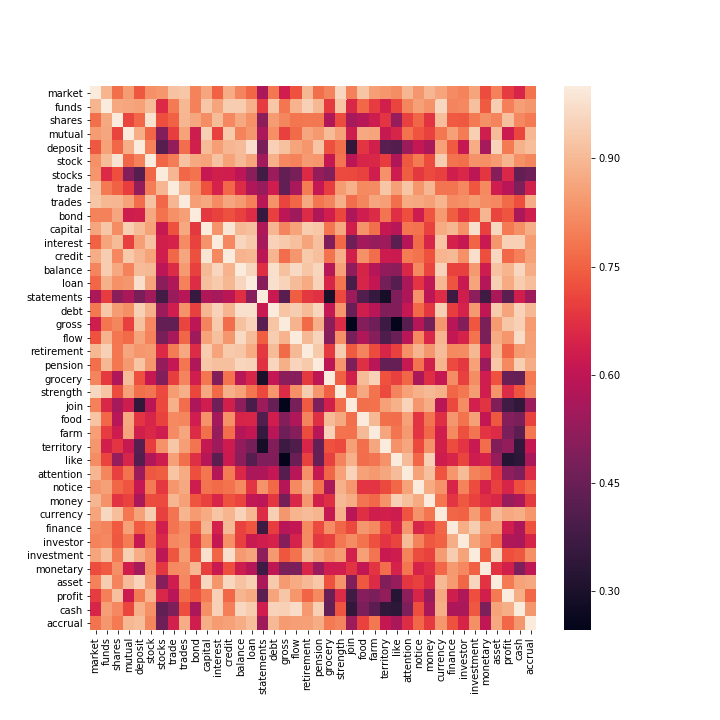 market
funds
shares
mutual
deposit
stock
stocks
trade
trades
bond
capital
interest
credit
balance
loan
statements
debt
gross
flow
retirement
pension
grocery
strength
join
food
farm
territory
like
attention
notice
money
currency
finance
investor
investment
monetary
asset
profit
cash
accrual
0.90
0.75
0.60
0.45
0.30
market
funds
shares
mutual
deposit
stock
stocks
trade
trades
bond
capital
interest
credit
balance
loan
statements
debt
gross
flow
retirement
pension
grocery
strength
join
food
farm
territory
like
attention
notice
money
currency
finance
investor
investment
monetary
asset
profit
cash
accrual